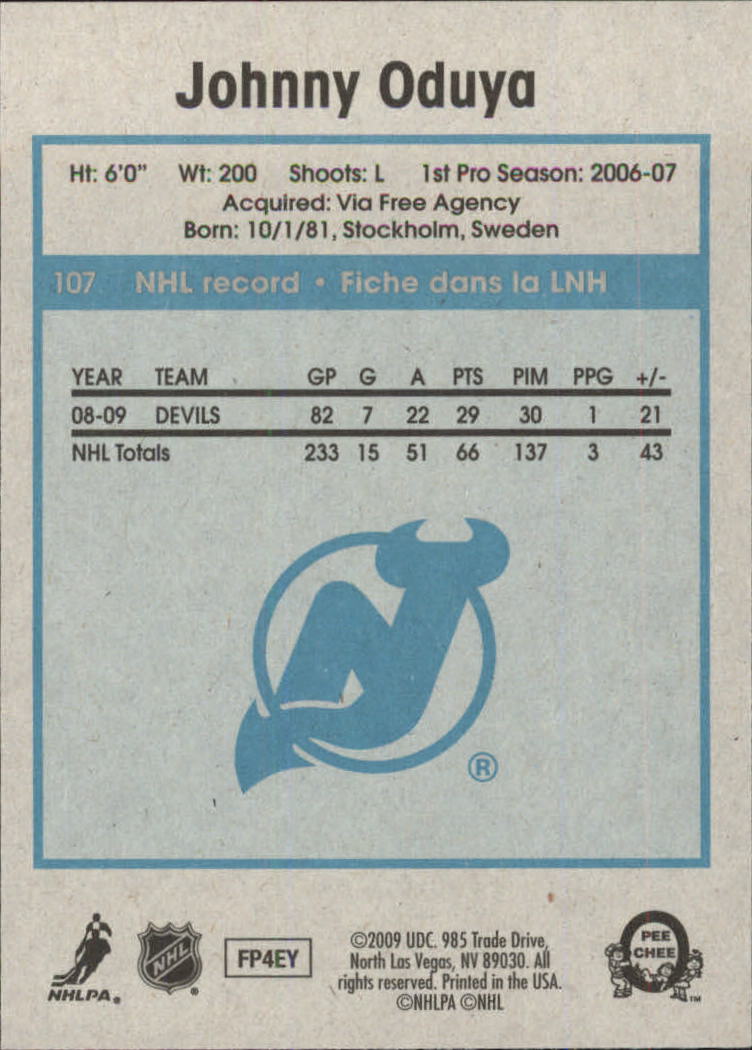 Johnny Oduya
Ht: 6'0" Wt: 200 Shoots: L 1st Pro Season: 2006-07
Acquired: Via Free Agency
Born: 10/1/81, Stockholm, Sweden
107 NHL record • Fiche dans la LNH
YEAR TEAM GP G A PTS PIM PPG +/-
08-09 DEVILS 82 7 22 29 30 1 21
NHL Totals 233 15 51 66 137 3 43
®
NHLPA®
NHL®
FP4EY
©2009 UDC. 985 Trade Drive,
North Las Vegas, NV 89030. All
rights reserved. Printed in the USA.
©NHLPA ©NHL
O
PEE
CHEE
™